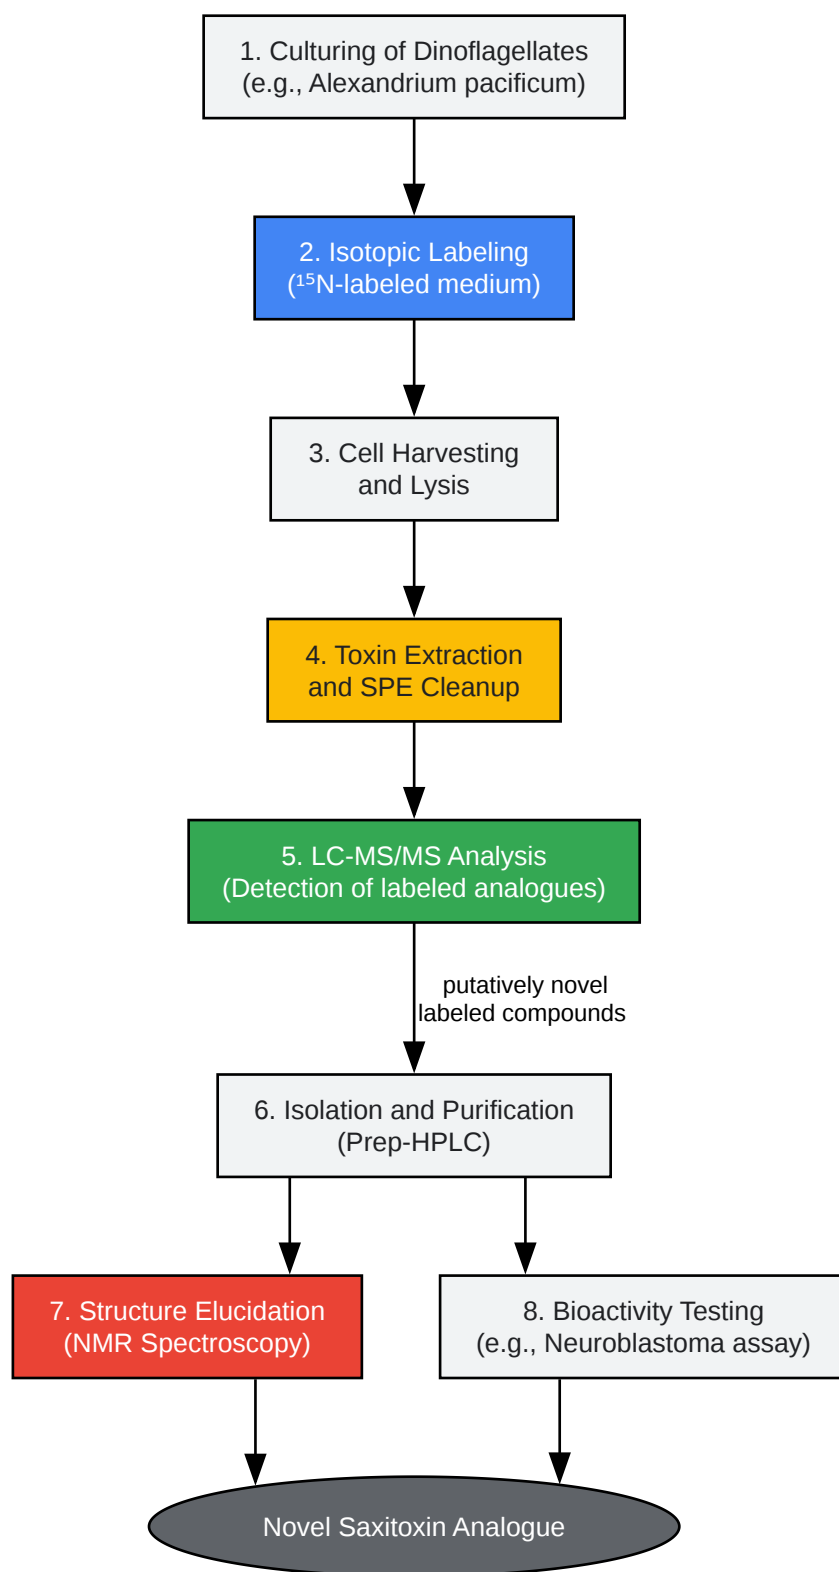 1. Culturing of Dinoflagellates
(e.g., Alexandrium pacificum)
2. Isotopic Labeling
(¹⁵N-labeled medium)
3. Cell Harvesting
and Lysis
4. Toxin Extraction
and SPE Cleanup
5. LC-MS/MS Analysis
(Detection of labeled analogues)
putatively novel
labeled compounds
6. Isolation and Purification
(Prep-HPLC)
7. Structure Elucidation
(NMR Spectroscopy)
8. Bioactivity Testing
(e.g., Neuroblastoma assay)
Novel Saxitoxin Analogue